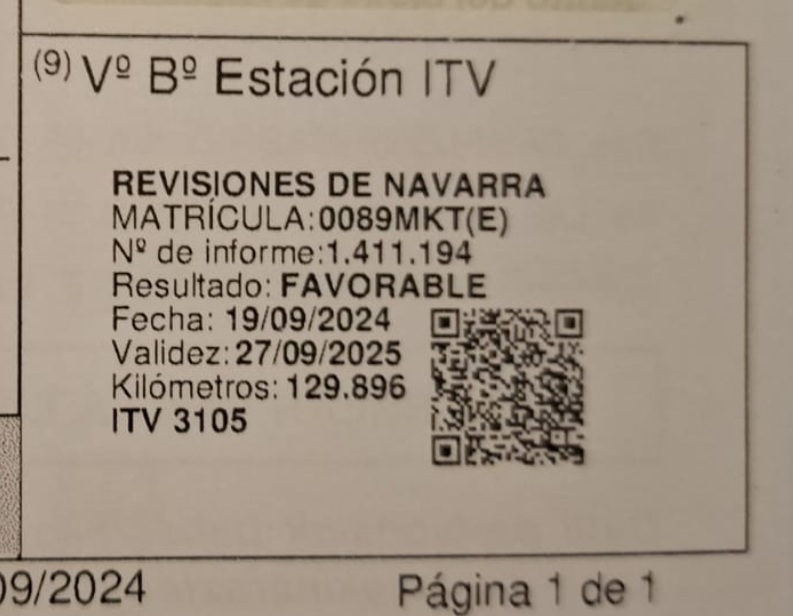 (9) Vº Bº Estación ITV
REVISIONES DE NAVARRA
MATRÍCULA:0089MKT(E)
Nº de informe:1.411.194
Resultado: FAVORABLE
Fecha: 19/09/2024
Validez: 27/09/2025
Kilómetros: 129.896
ITV 3105
09/2024 Página 1 de 1